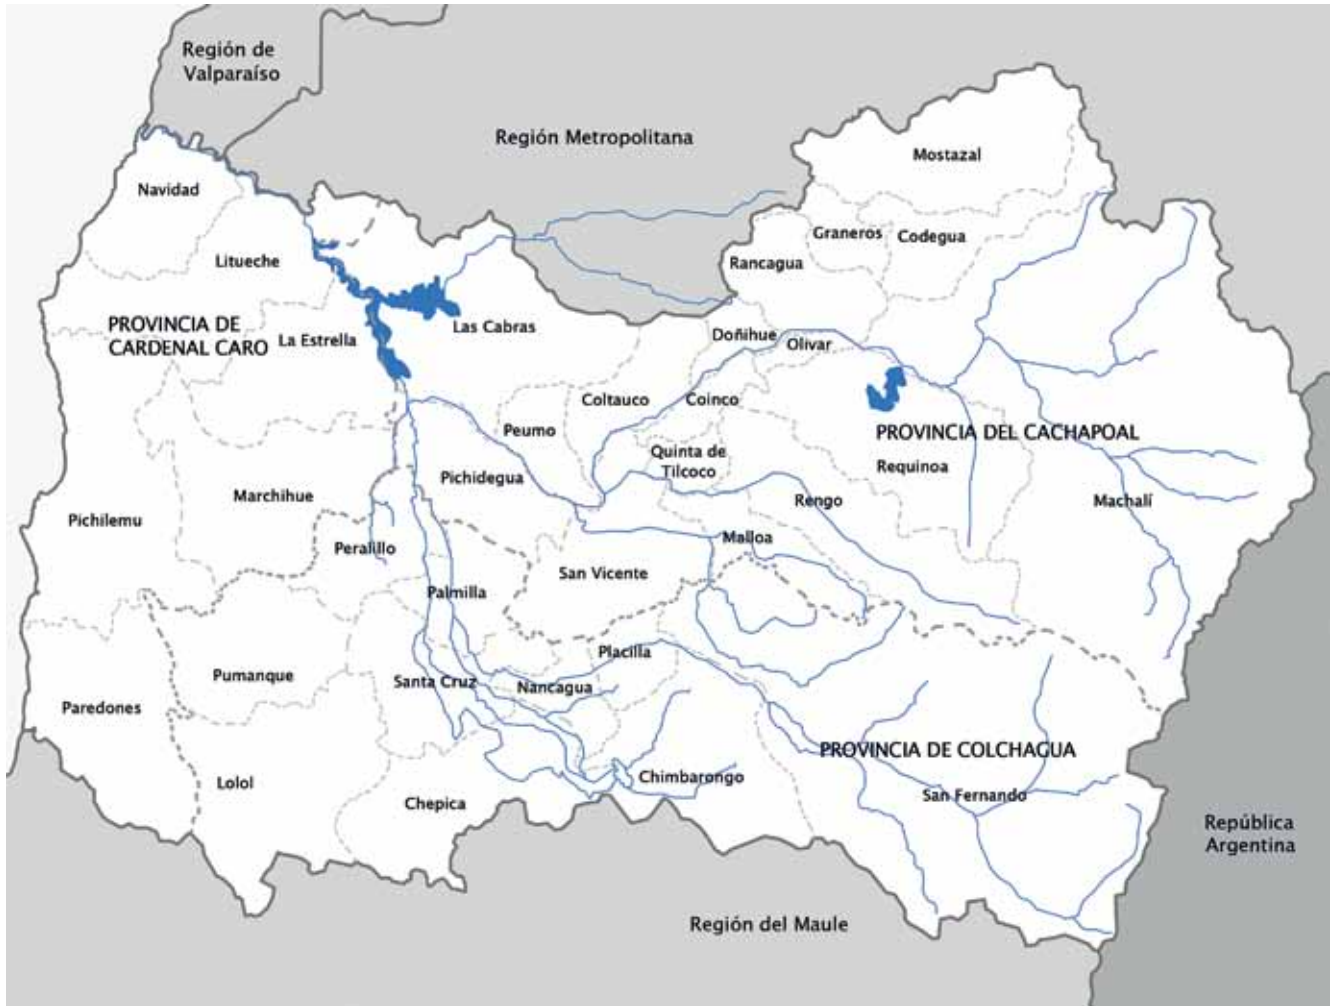 Región de
Valparaíso
Región Metropolitana
Mostazal
Navidad
Graneros
Codegua
Litueche
Rancagua
PROVINCIA DE
CARDENAL CARO
La Estrella
Las Cabras
Doñihue
Olivar
Coltauco
Coinco
Peumo
PROVINCIA DEL CACHAPOAL
Quinta de
Tilcoco
Requinoa
Pichidegua
Marchihue
Rengo
Machalí
Pichilemu
Malloa
Peralillo
San Vicente
Palmilla
Placilla
Pumanque
Santa Cruz
Nancagua
Paredones
PROVINCIA DE COLCHAGUA
Lolol
Chimbarongo
San Fernando
Chepica
República
Argentina
Región del Maule